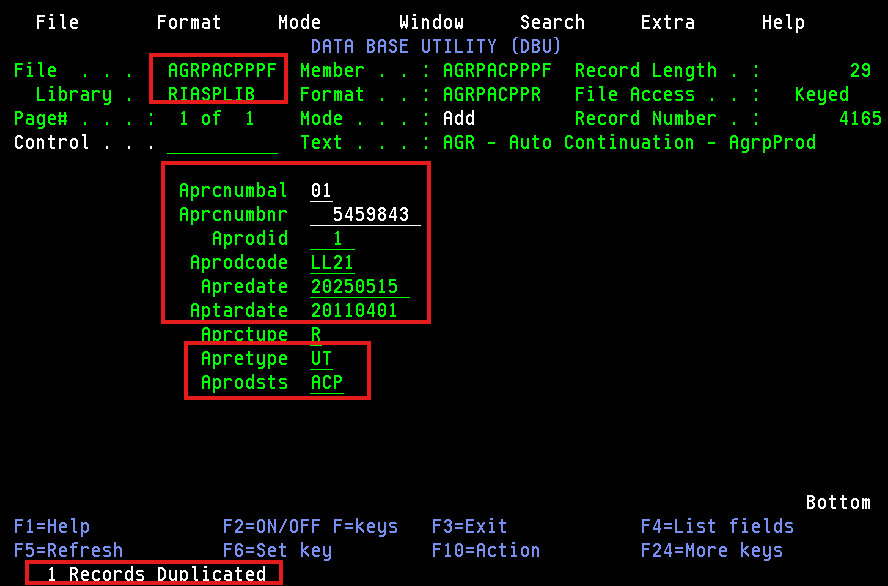 File Format Mode Window Search Extra Help
DATA BASE UTILITY (DBU)
File . . . AGRPACPPPF Member . . : AGRPACPPPF Record Length . : 29
Library . RIASPLIB Format . . : AGRPACPPR File Access . . : Keyed
Page# . . . : 1 of 1 Mode . . . : Add Record Number . : 4165
Control . . . Text . . . : AGR - Auto Continuation - AgrpProd
Aprcnumbal 01
Aprcnumbnr 5459843
Aprodid 1
Aprodcode LL21
Apredate 20250515
Aptardate 20110401
Aprctype R
Apretype UT
Aprodsts ACP
Bottom
F1=Help F2=ON/OFF F=keys F3=Exit F4=List fields
F5=Refresh F6=Set key F10=Action F24=More keys
1 Records Duplicated